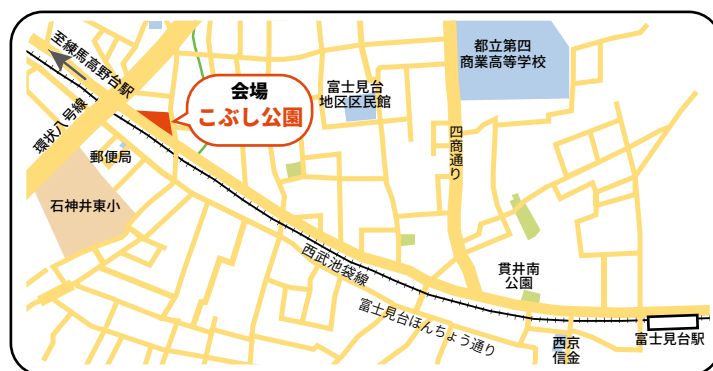 至練馬高野台駅
環状八号線
会場
こぶし公園
富士見台
地区区民館
都立第四
商業高等学校
四商通り
郵便局
石神井東小
西武池袋線
富士見台ほんちょう通り
貫井南
公園
西京
信金
富士見台駅